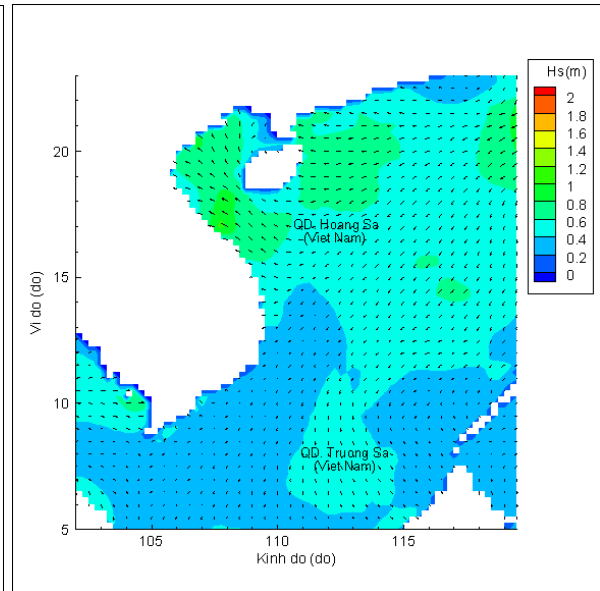 Hs(m)
2
1.8
1.6
1.4
1.2
1
0.8
0.6
0.4
0.2
0
20
15
10
5
Vi do (do)
QD. Hoang Sa
(Viet Nam)
QD. Truong Sa
(Viet Nam)
105
110
115
Kinh do (do)